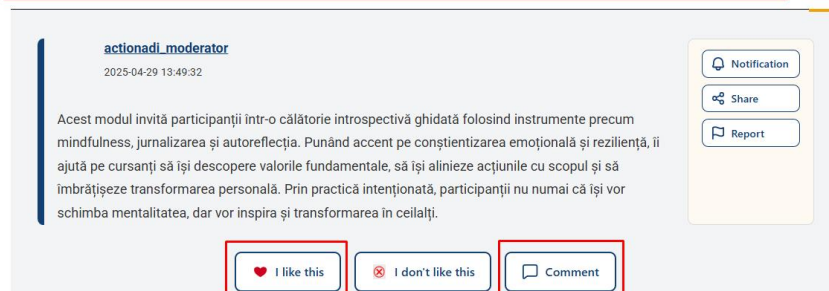 actionadi_moderator
2025-04-29 13:49:32
Notification
Share
Report
Acest modul invită participanții într-o călătorie introspectivă ghidată folosind instrumente precum
mindfulness, jurnalizarea și autoreflecția. Punând accent pe conștientizarea emoțională și reziliență, îi
ajută pe cursanți să își descopere valorile fundamentale, să își alinieze acțiunile cu scopul și să
îmbrățișeze transformarea personală. Prin practică intenționată, participanții nu numai că își vor
schimba mentalitatea, dar vor inspira și transformarea în ceilalți.
I like this
I don't like this
Comment